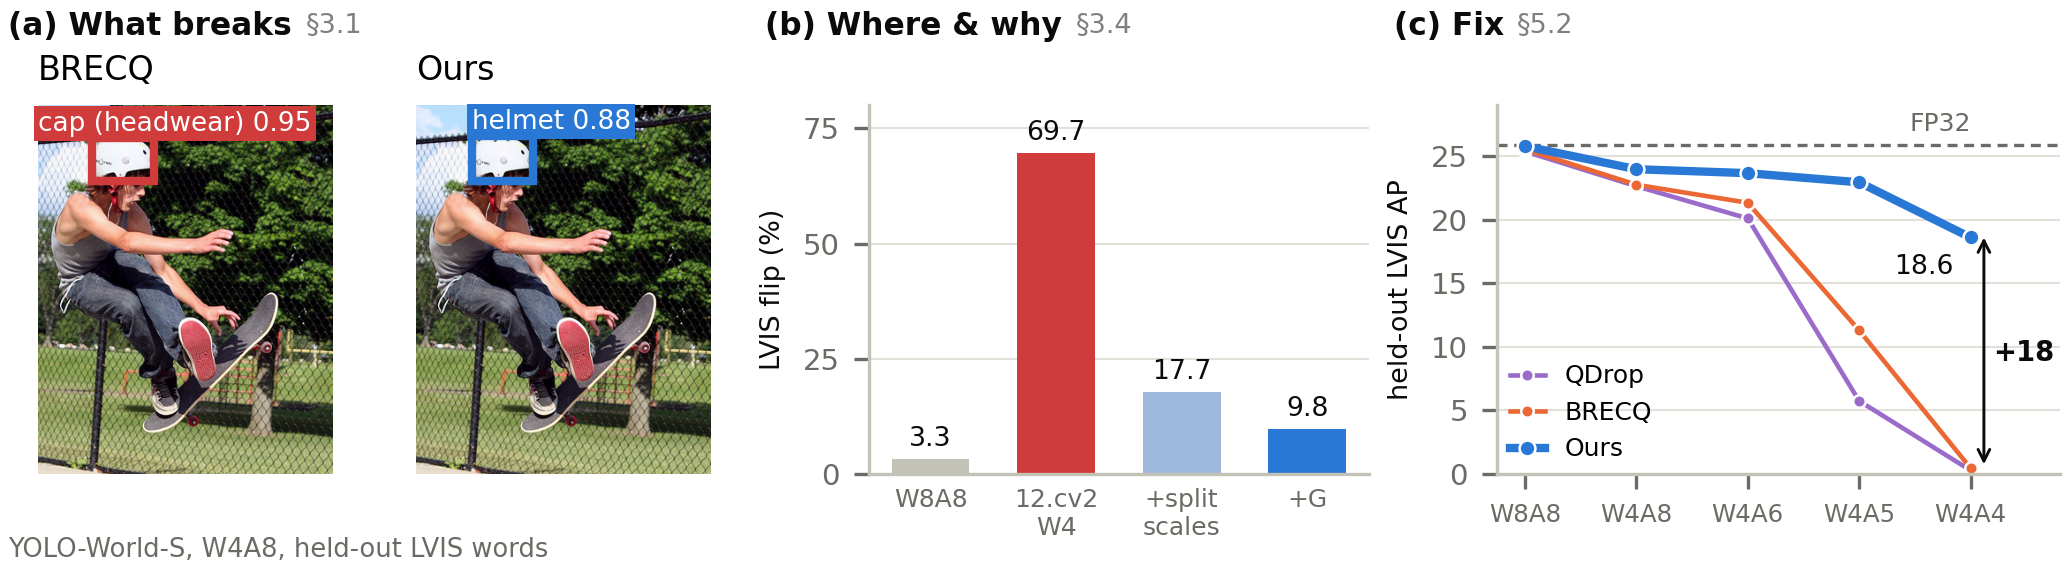 (a) What breaks §3.1
BRECQ
Ours
cap (headwear) 0.95
helmet 0.88
YOLO-World-S, W4A8, held-out LVIS words
(b) Where & why §3.4
LVIS flip (%)
75
50
25
0
3.3
69.7
17.7
9.8
W8A8
12.cv2
W4
+split
scales
+G
(c) Fix §5.2
held-out LVIS AP
25
20
15
10
5
0
FP32
18.6
+18
QDrop
BRECQ
Ours
W8A8
W4A8
W4A6
W4A5
W4A4